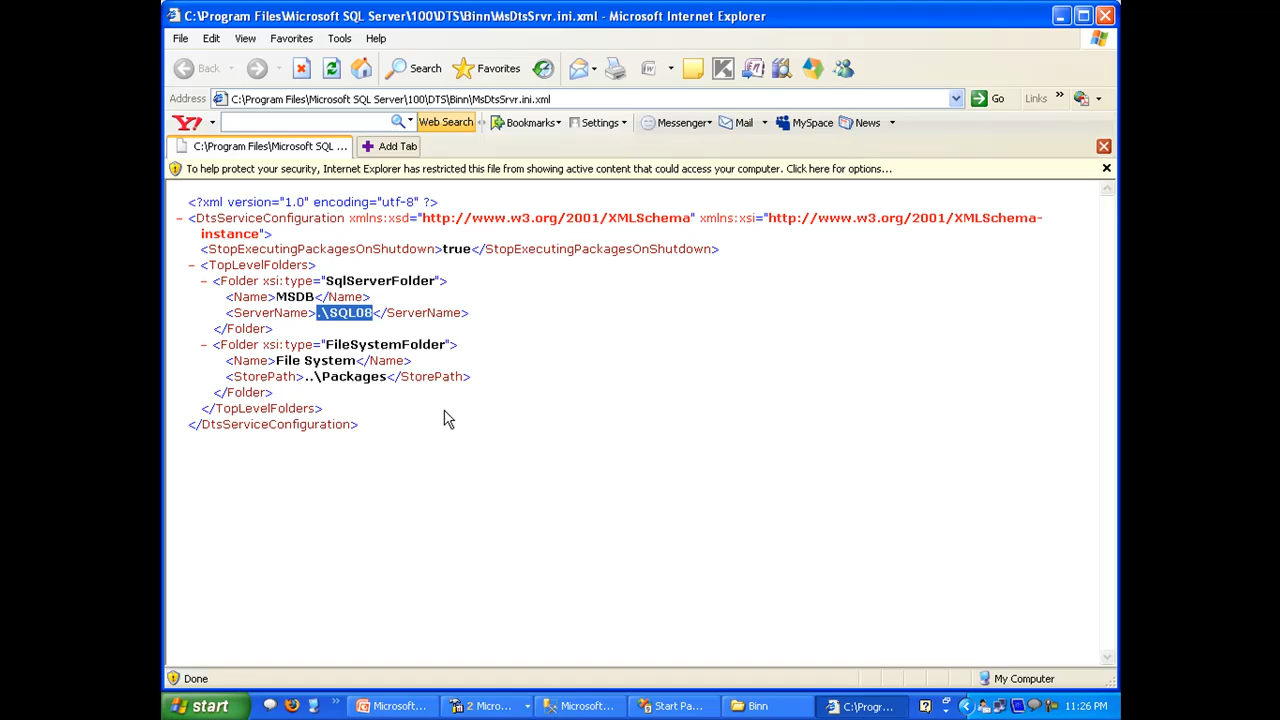 C:\Program Files\Microsoft SQL Server\100\DTS\Binn\MsDtsSrvr.ini.xml - Microsoft Internet Explorer
File Edit View Favorites Tools Help
Back Search Favorites
Address C:\Program Files\Microsoft SQL Server\100\DTS\Binn\MsDtsSrvr.ini.xml Go Links »
Y! Web Search Bookmarks Settings Messenger Mail MySpace News
C:\Program Files\Microsoft SQL ... Add Tab
To help protect your security, Internet Explorer has restricted this file from showing active content that could access your computer. Click here for options...
<?xml version="1.0" encoding="utf-8" ?>
- <DtsServiceConfiguration xmlns:xsd="http://www.w3.org/2001/XMLSchema" xmlns:xsi="http://www.w3.org/2001/XMLSchema-
instance">
<StopExecutingPackagesOnShutdown>true</StopExecutingPackagesOnShutdown>
- <TopLevelFolders>
- <Folder xsi:type="SqlServerFolder">
<Name>MSDB</Name>
<ServerName>.\SQL08</ServerName>
</Folder>
- <Folder xsi:type="FileSystemFolder">
<Name>File System</Name>
<StorePath>..\Packages</StorePath>
</Folder>
</TopLevelFolders>
</DtsServiceConfiguration>
Done My Computer
start » Microsoft... 2 Micro... Microsoft... Start Pa... Binn C:\Progr... 11:26 PM